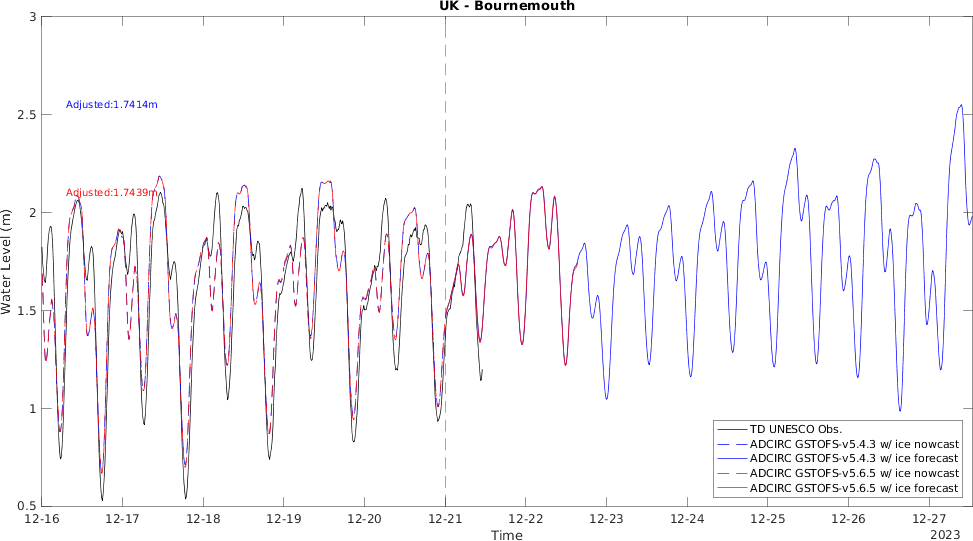 UK - Bournemouth
3
2.5
2
1.5
1
0.5
Water Level (m)
Adjusted:1.7414m
Adjusted:1.7439m
TD UNESCO Obs.
ADCIRC GSTOFS-v5.4.3 w/ ice nowcast
ADCIRC GSTOFS-v5.4.3 w/ ice forecast
ADCIRC GSTOFS-v5.6.5 w/ ice nowcast
ADCIRC GSTOFS-v5.6.5 w/ ice forecast
12-16 12-17 12-18 12-19 12-20 12-21 12-22 12-23 12-24 12-25 12-26 12-27
Time
2023